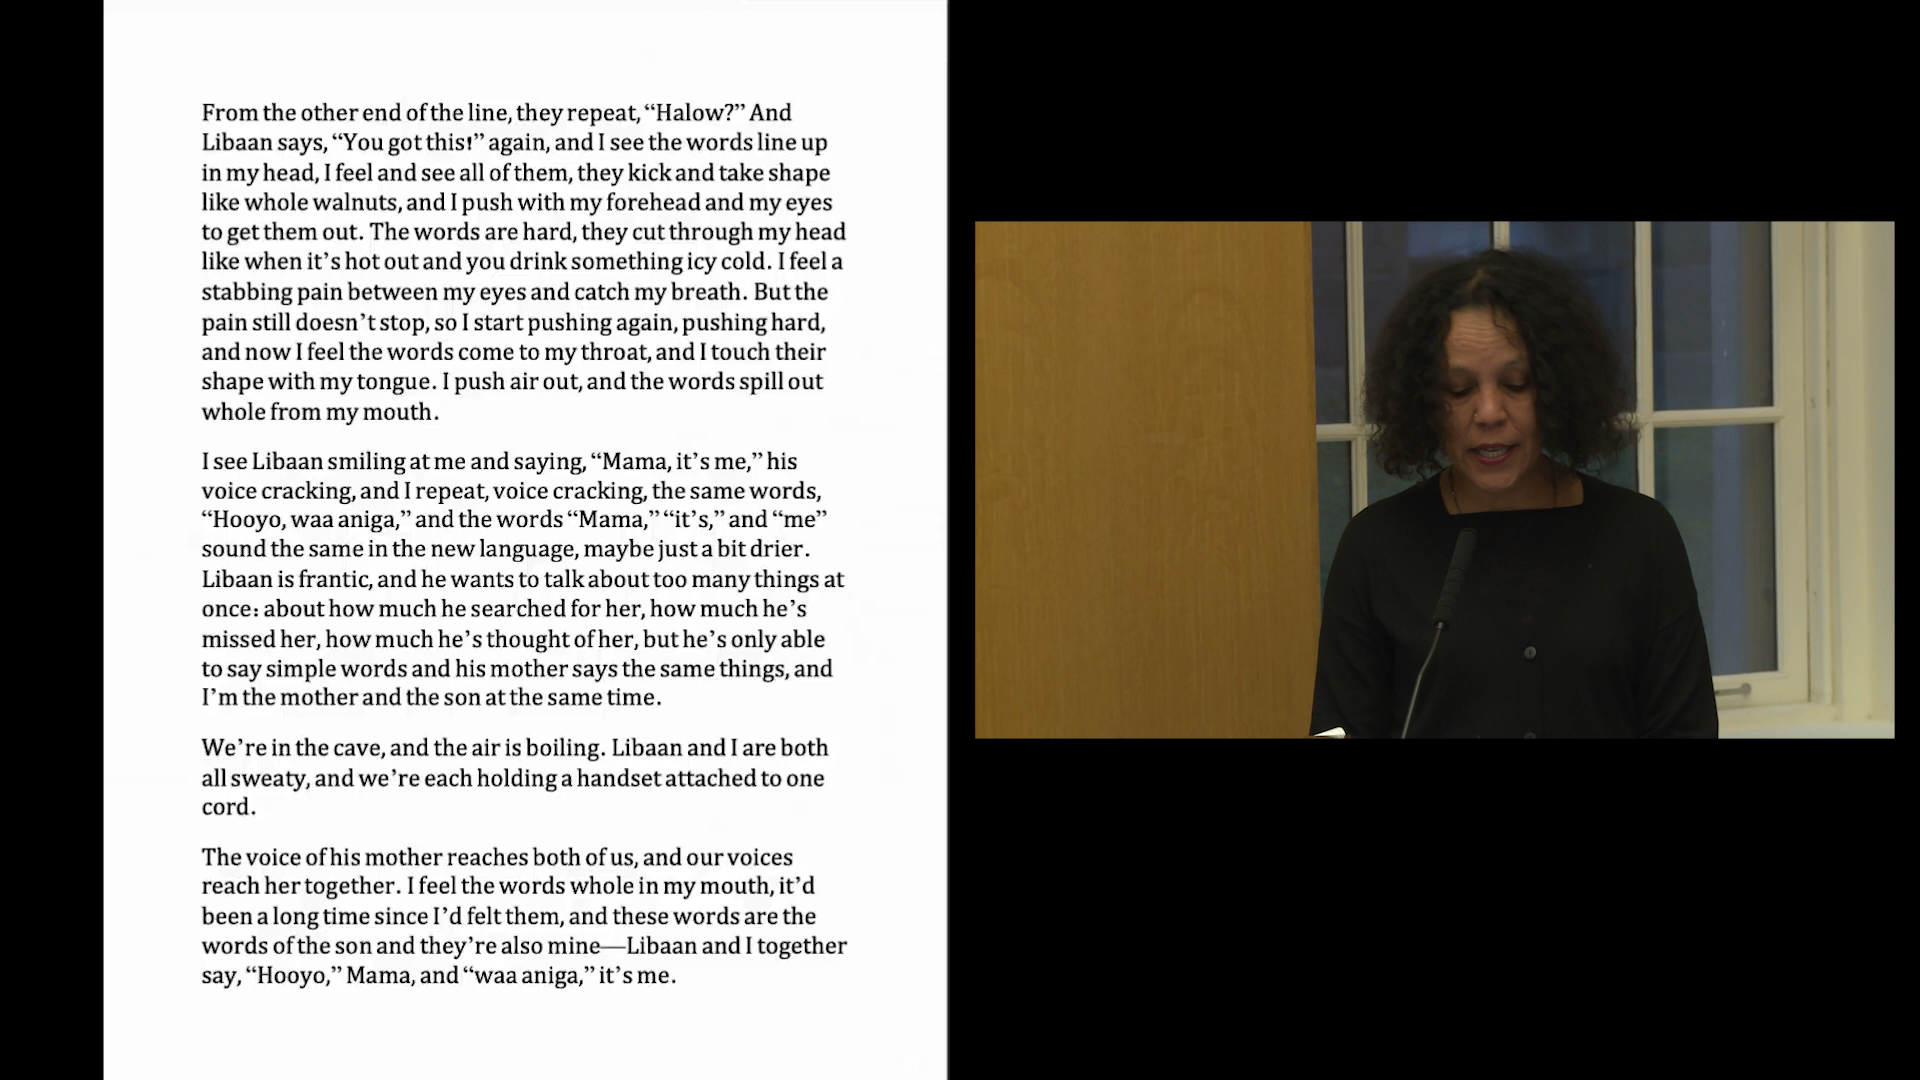 From the other end of the line, they repeat, “Halow?” And
Libaan says, “You got this!” again, and I see the words line up
in my head, I feel and see all of them, they kick and take shape
like whole walnuts, and I push with my forehead and my eyes
to get them out. The words are hard, they cut through my head
like when it’s hot out and you drink something icy cold. I feel a
stabbing pain between my eyes and catch my breath. But the
pain still doesn’t stop, so I start pushing again, pushing hard,
and now I feel the words come to my throat, and I touch their
shape with my tongue. I push air out, and the words spill out
whole from my mouth.
I see Libaan smiling at me and saying, “Mama, it’s me,” his
voice cracking, and I repeat, voice cracking, the same words,
“Hooyo, waa aniga,” and the words “Mama,” “it’s,” and “me”
sound the same in the new language, maybe just a bit drier.
Libaan is frantic, and he wants to talk about too many things at
once: about how much he searched for her, how much he’s
missed her, how much he’s thought of her, but he’s only able
to say simple words and his mother says the same things, and
I’m the mother and the son at the same time.
We’re in the cave, and the air is boiling. Libaan and I are both
all sweaty, and we’re each holding a handset attached to one
cord.
The voice of his mother reaches both of us, and our voices
reach her together. I feel the words whole in my mouth, it’d
been a long time since I’d felt them, and these words are the
words of the son and they’re also mine—Libaan and I together
say, “Hooyo,” Mama, and “waa aniga,” it’s me.